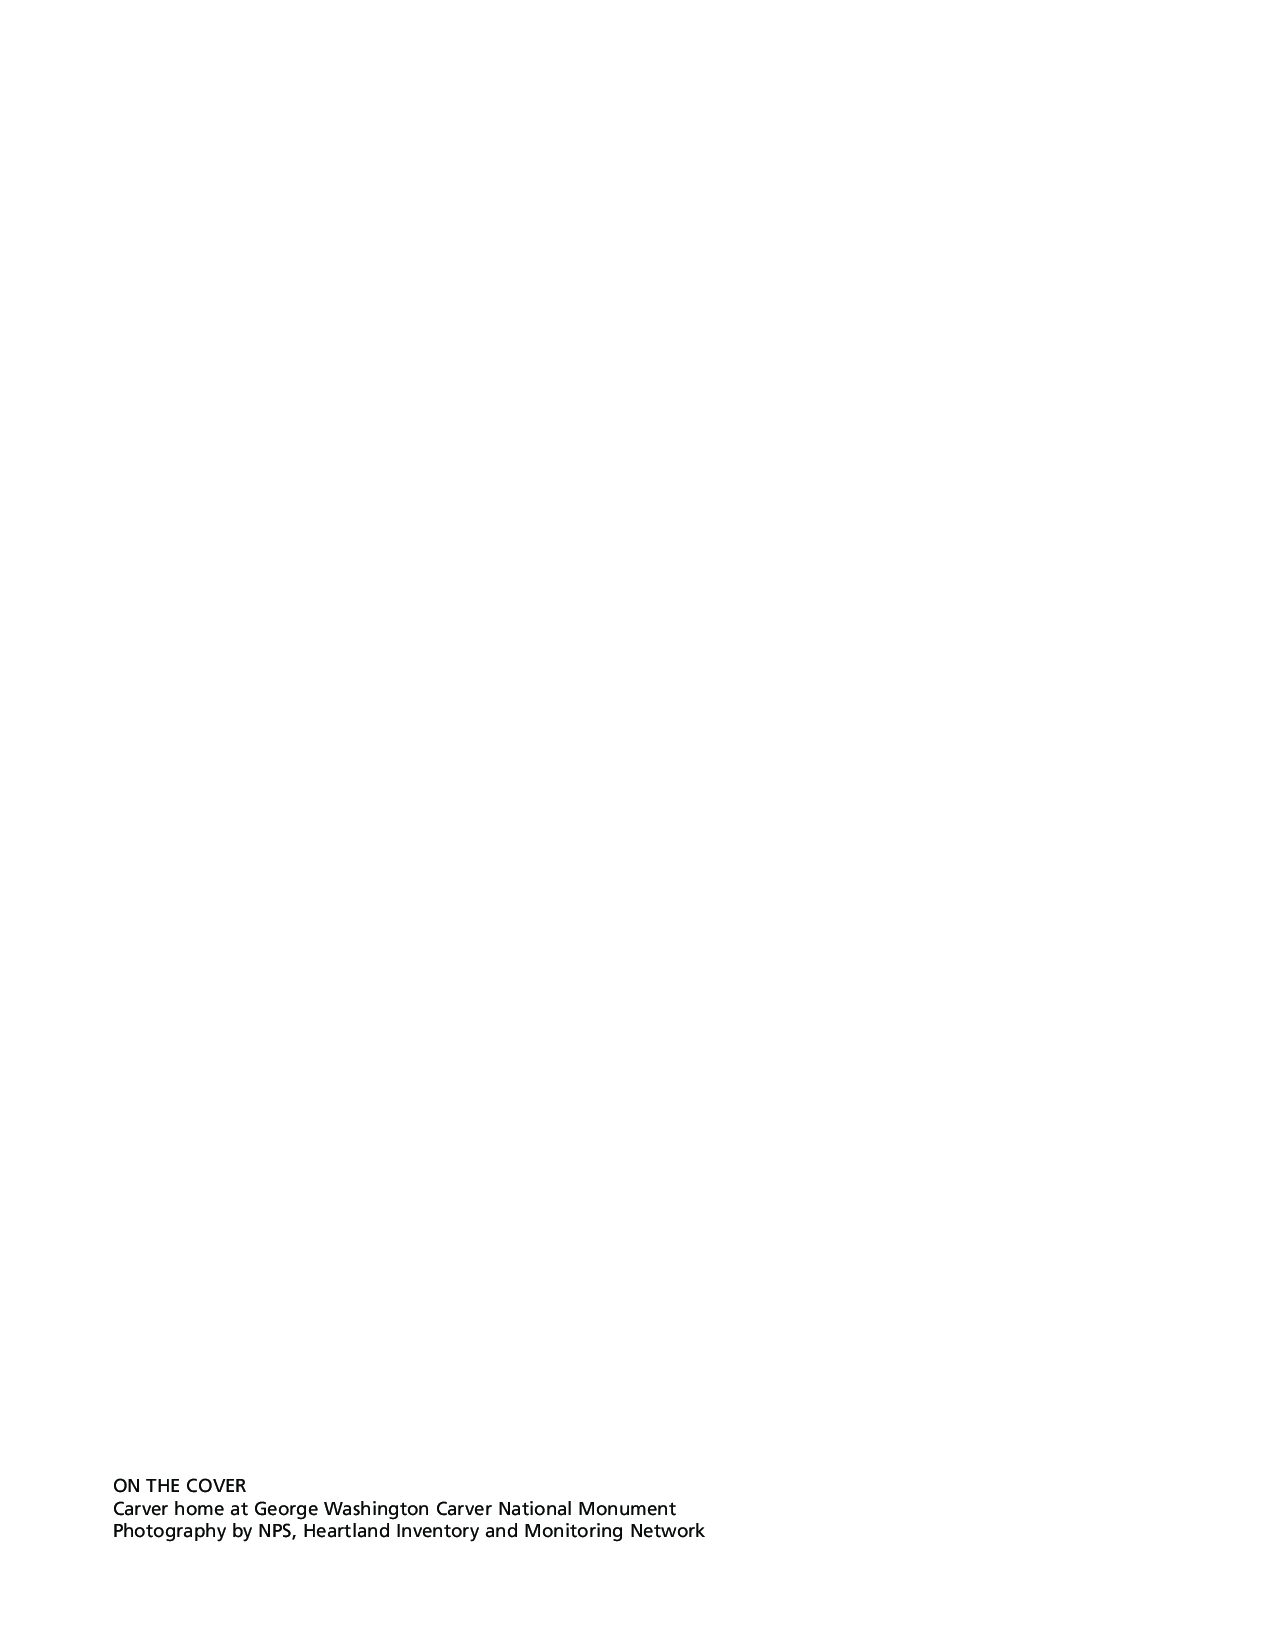 ON THE COVER
Carver home at George Washington Carver National Monument
Photography by NPS, Heartland Inventory and Monitoring Network